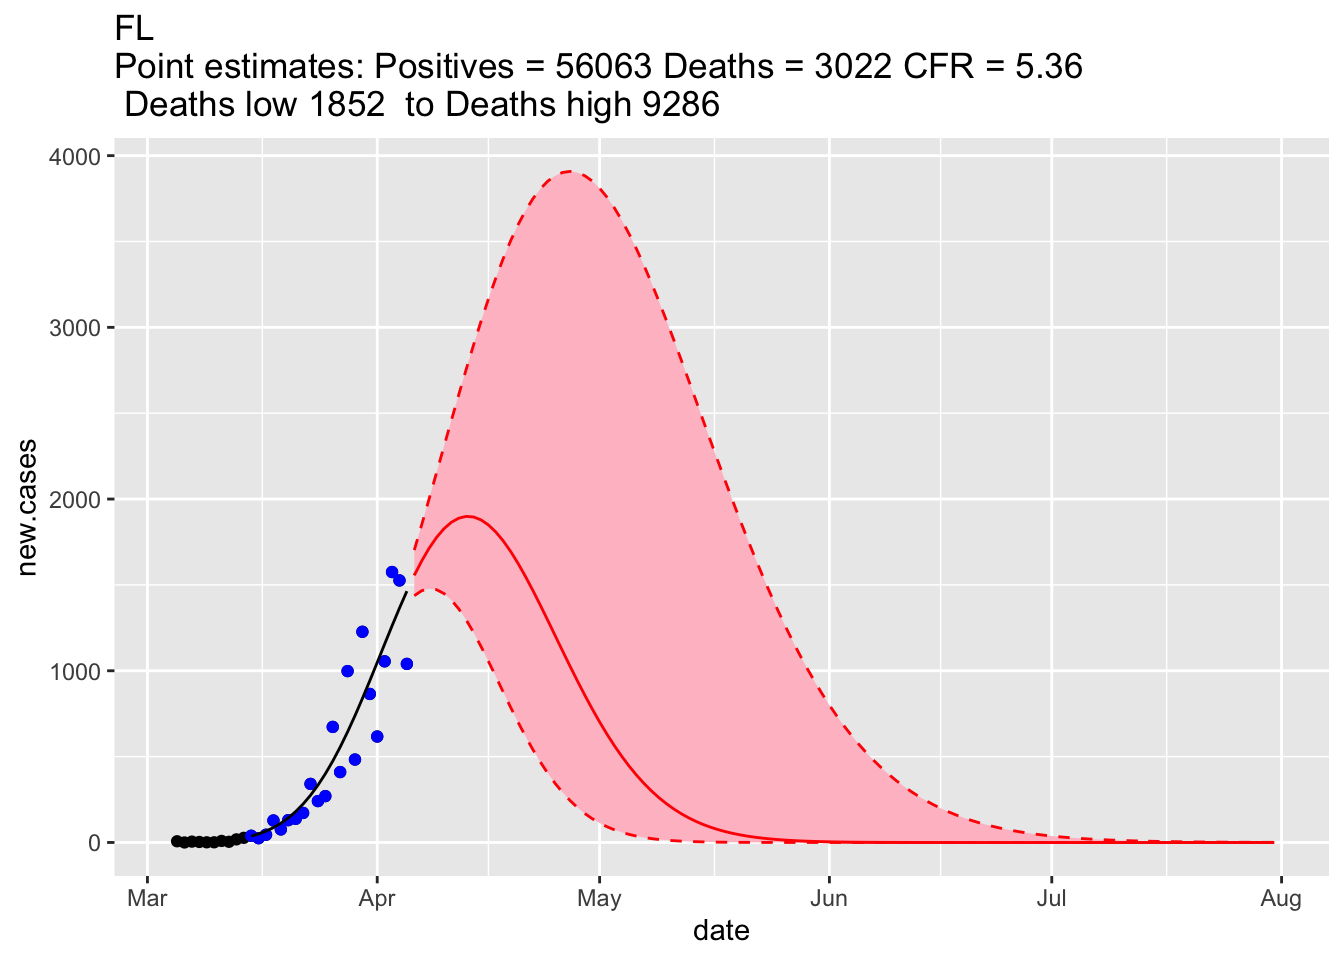 FL
Point estimates: Positives = 56063 Deaths = 3022 CFR = 5.36
Deaths low 1852  to Deaths high 9286
4000
3000
2000
1000
0
new.cases
Mar Apr May Jun Jul Aug
date